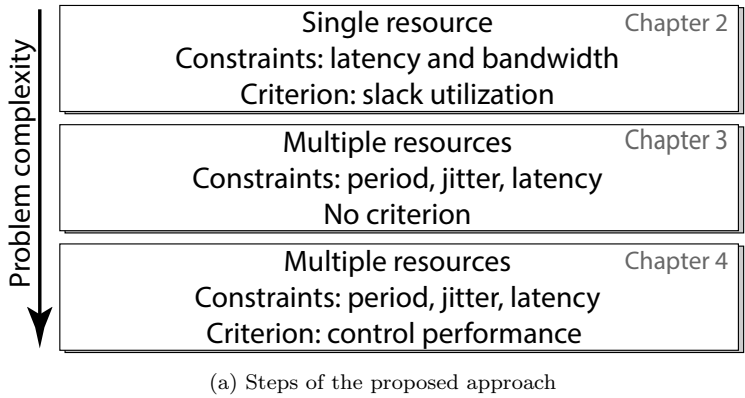 Problem complexity
Single resource
Chapter 2
Constraints: latency and bandwidth
Criterion: slack utilization
Multiple resources
Chapter 3
Constraints: period, jitter, latency
No criterion
Multiple resources
Chapter 4
Constraints: period, jitter, latency
Criterion: control performance
(a) Steps of the proposed approach